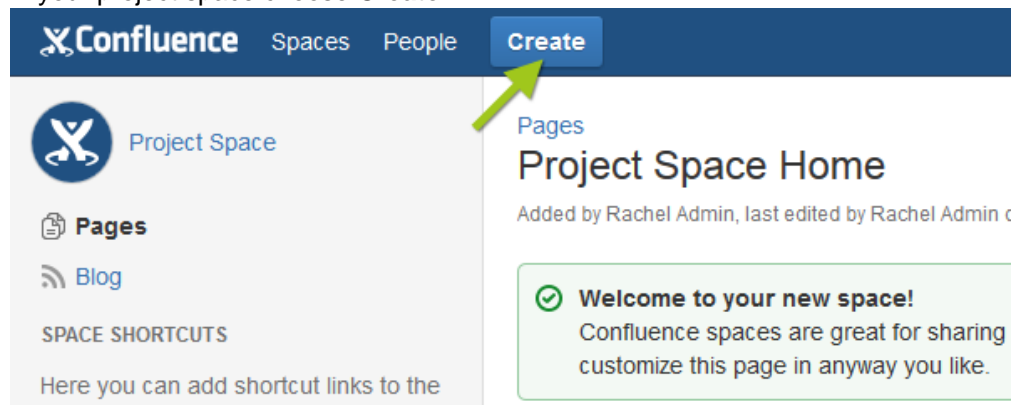 Confluence Spaces People Create
Project Space
Pages
Blog
SPACE SHORTCUTS
Here you can add shortcut links to the
Pages
Project Space Home
Added by Rachel Admin, last edited by Rachel Admin
Welcome to your new space!
Confluence spaces are great for sharing
customize this page in anyway you like.